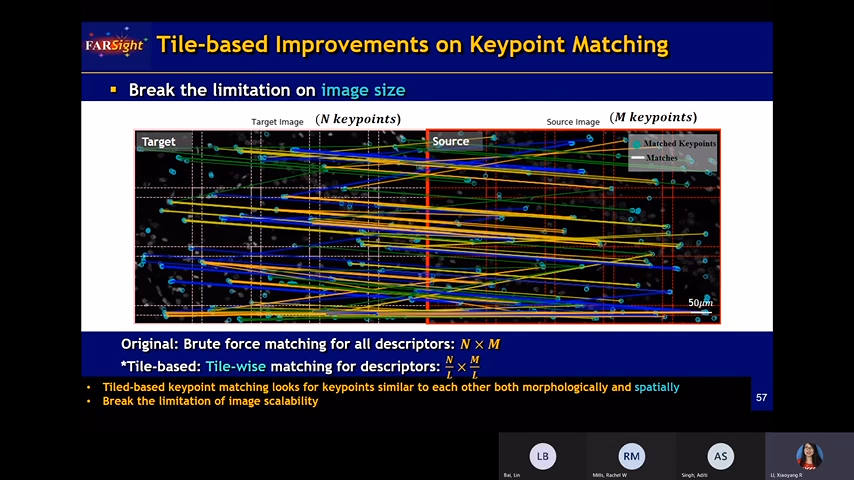 FARSight
Tile-based Improvements on Keypoint Matching
▪ Break the limitation on image size
Target Image (N keypoints)
Source Image (M keypoints)
Target
Source
Matched Keypoints
Matches
50μm
Original: Brute force matching for all descriptors: N × M
*Tile-based: Tile-wise matching for descriptors: N/L × M/L
• Tiled-based keypoint matching looks for keypoints similar to each other both morphologically and spatially
• Break the limitation of image scalability
57
LB
RM
AS
Bai, Lin
Mills, Rachel W
Singh, Aditi
LI, Xiaoyang R